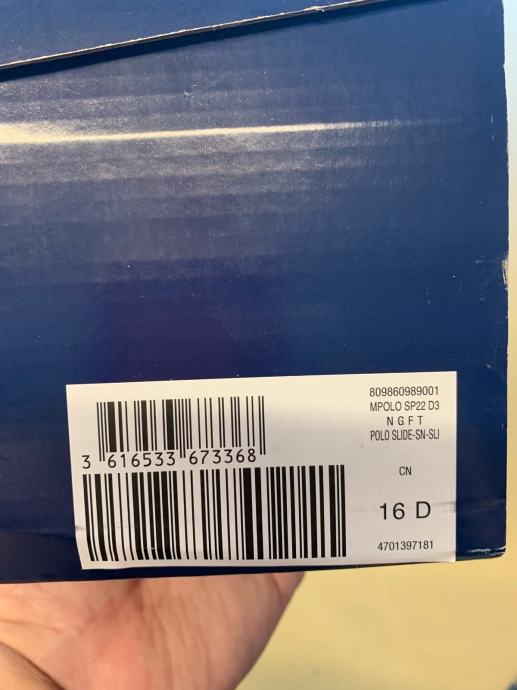 809860989001
MPOLO SP22 D3
N G F T
POLO SLIDE-SN-SLI
CN
16 D
4701397181
3 616533 673368